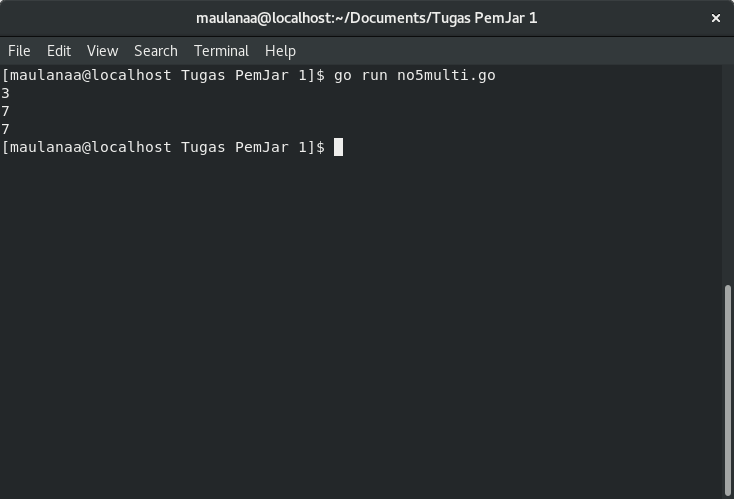 maulanaa@localhost:~/Documents/Tugas PemJar 1
File Edit View Search Terminal Help
[maulanaa@localhost Tugas PemJar 1]$ go run no5multi.go
3
7
7
[maulanaa@localhost Tugas PemJar 1]$